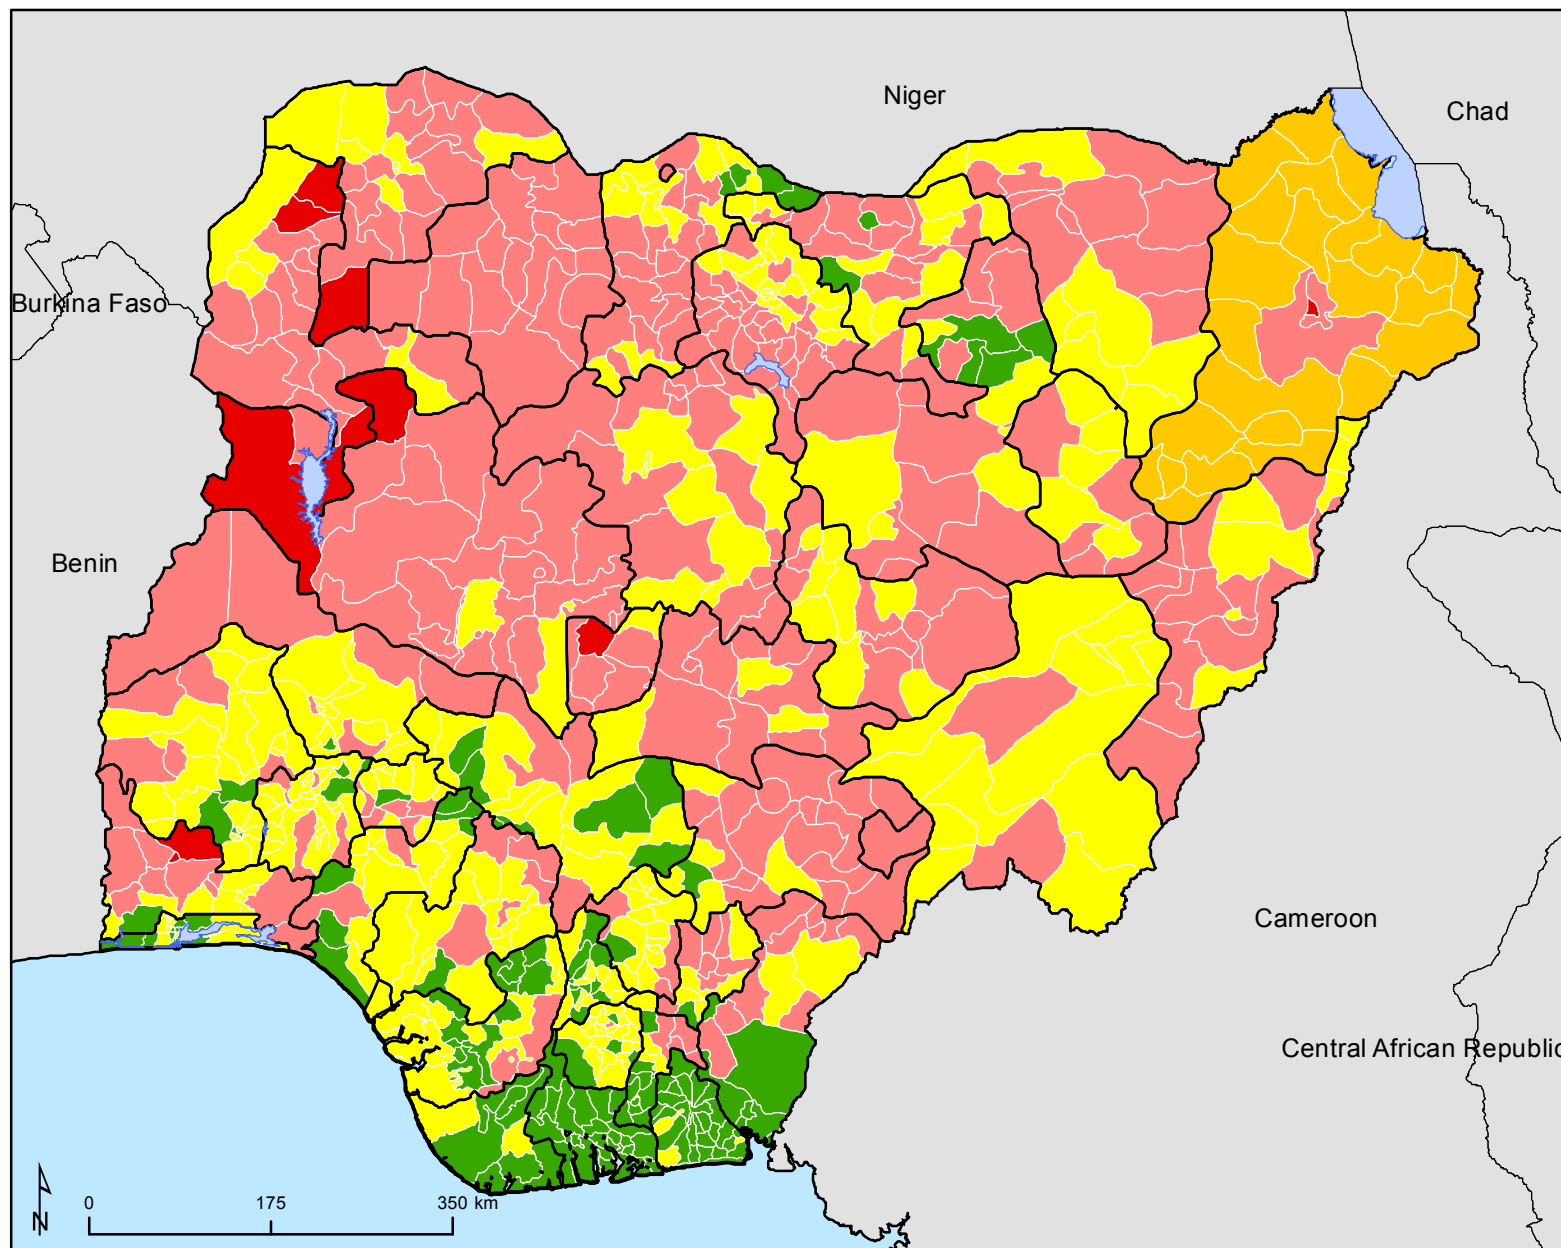 Niger
Chad
Burkina Faso
Benin
Cameroon
Central African Republic
N
0 175 350 km